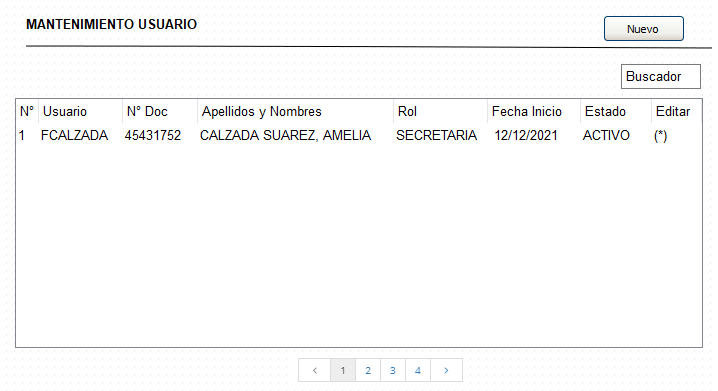 MANTENIMIENTO USUARIO
Nuevo
Buscador
N° Usuario N° Doc Apellidos y Nombres Rol Fecha Inicio Estado Editar
1 FCALZADA 45431752 CALZADA SUAREZ, AMELIA SECRETARIA 12/12/2021 ACTIVO (*)
‹ 1 2 3 4 ›